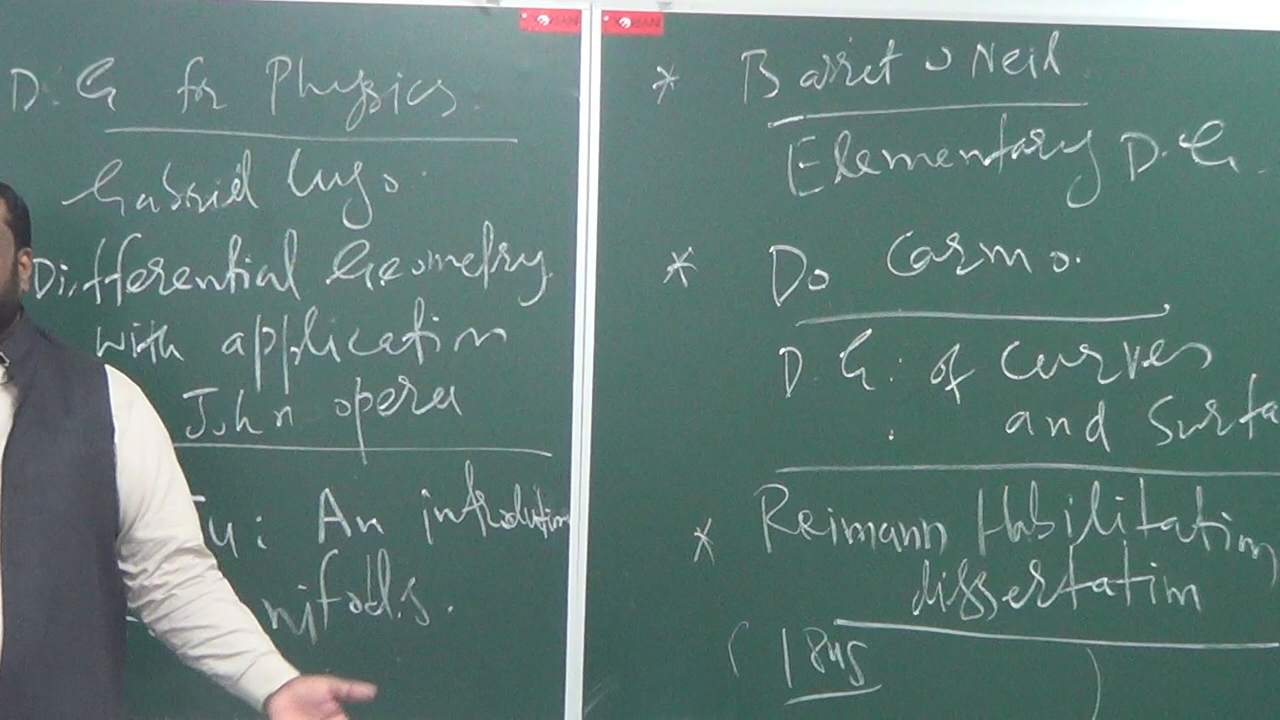 D.G for Physics
Gabriel Lugo.
Differential Geometry
with application
John opera
Tu: An introduction
nifolds.
* Barret O Neil
Elementary D.G.
* Do Carmo.
D.G. of curves
and Surfa
* Reimann Habilitation
dissertation
(1845 )